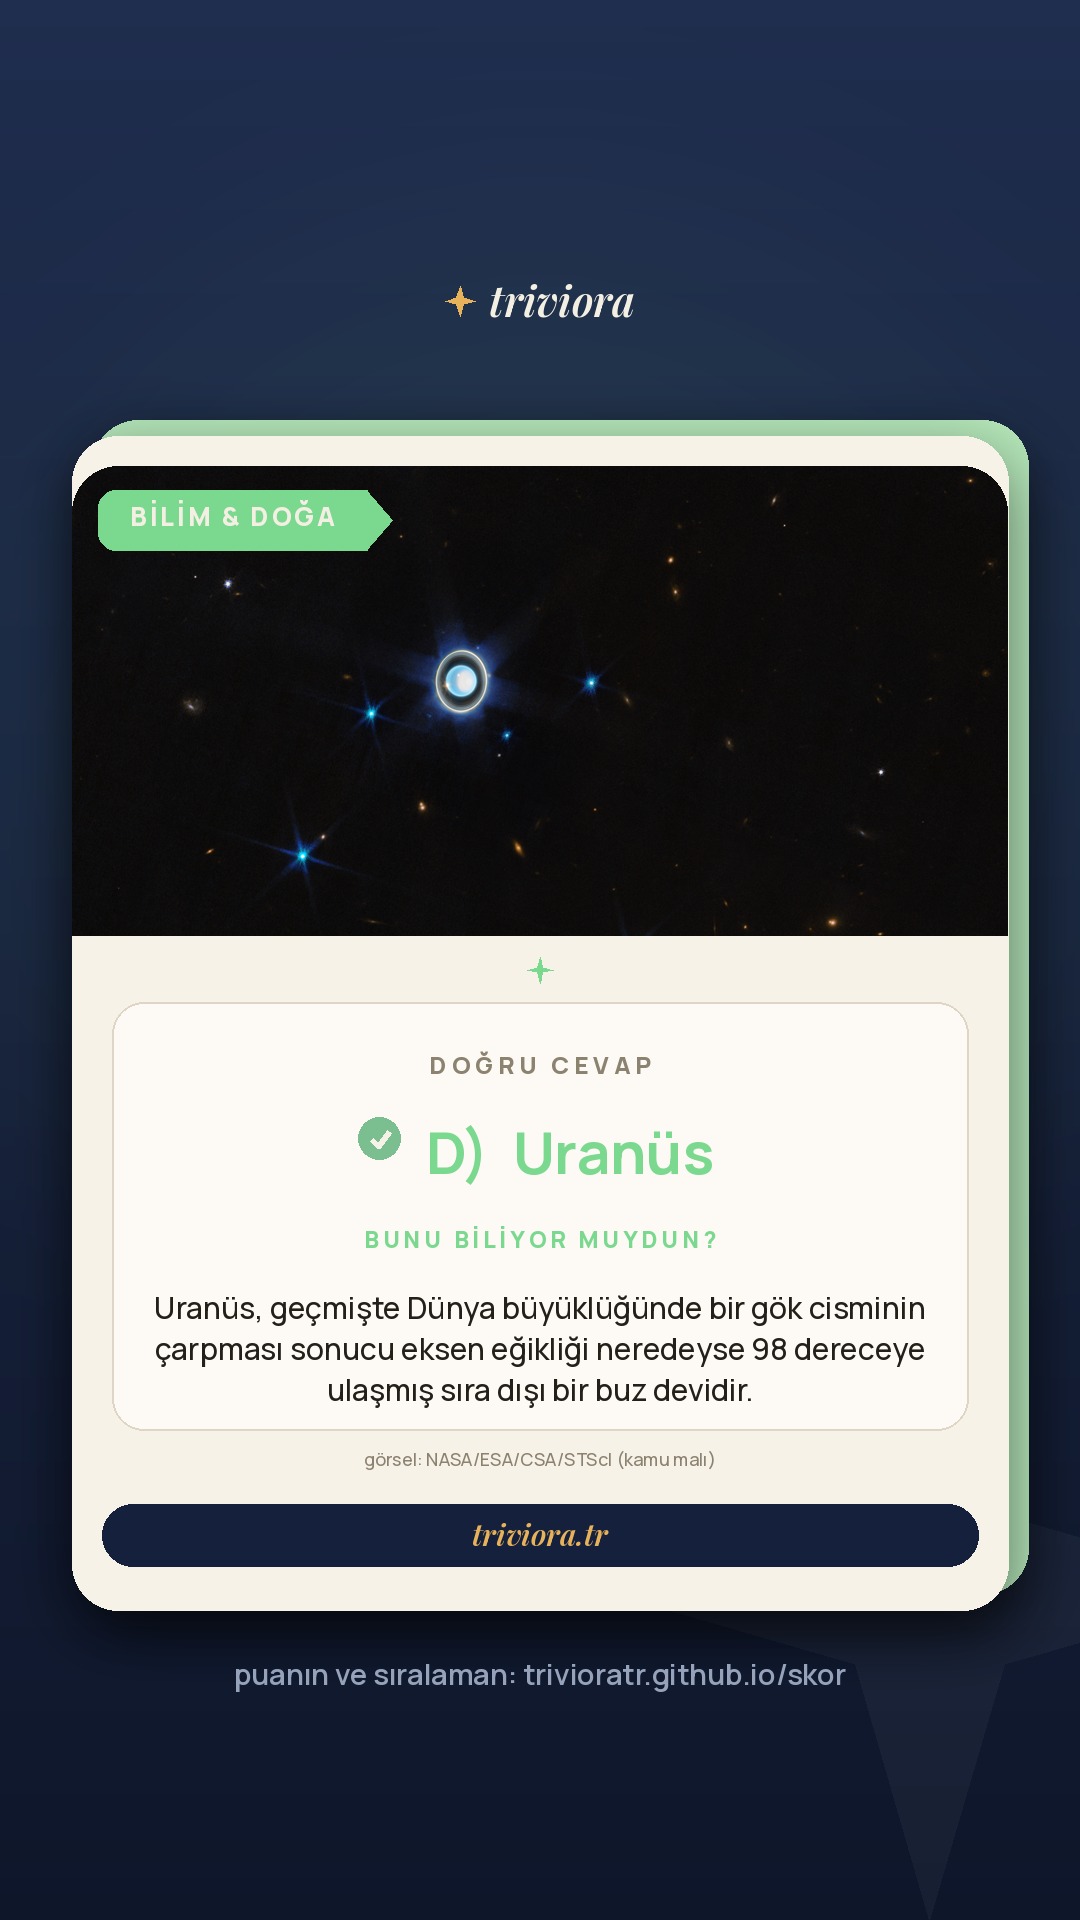 triviora
BİLİM & DOĞA
DOĞRU CEVAP
D) Uranüs
BUNU BİLİYOR MUYDUN?
Uranüs, geçmişte Dünya büyüklüğünde bir gök cisminin
çarpması sonucu eksen eğikliği neredeyse 98 dereceye
ulaşmış sıra dışı bir buz devidir.
görsel: NASA/ESA/CSA/STScI (kamu malı)
triviora.tr
puanın ve sıralaman: trivioratr.github.io/skor